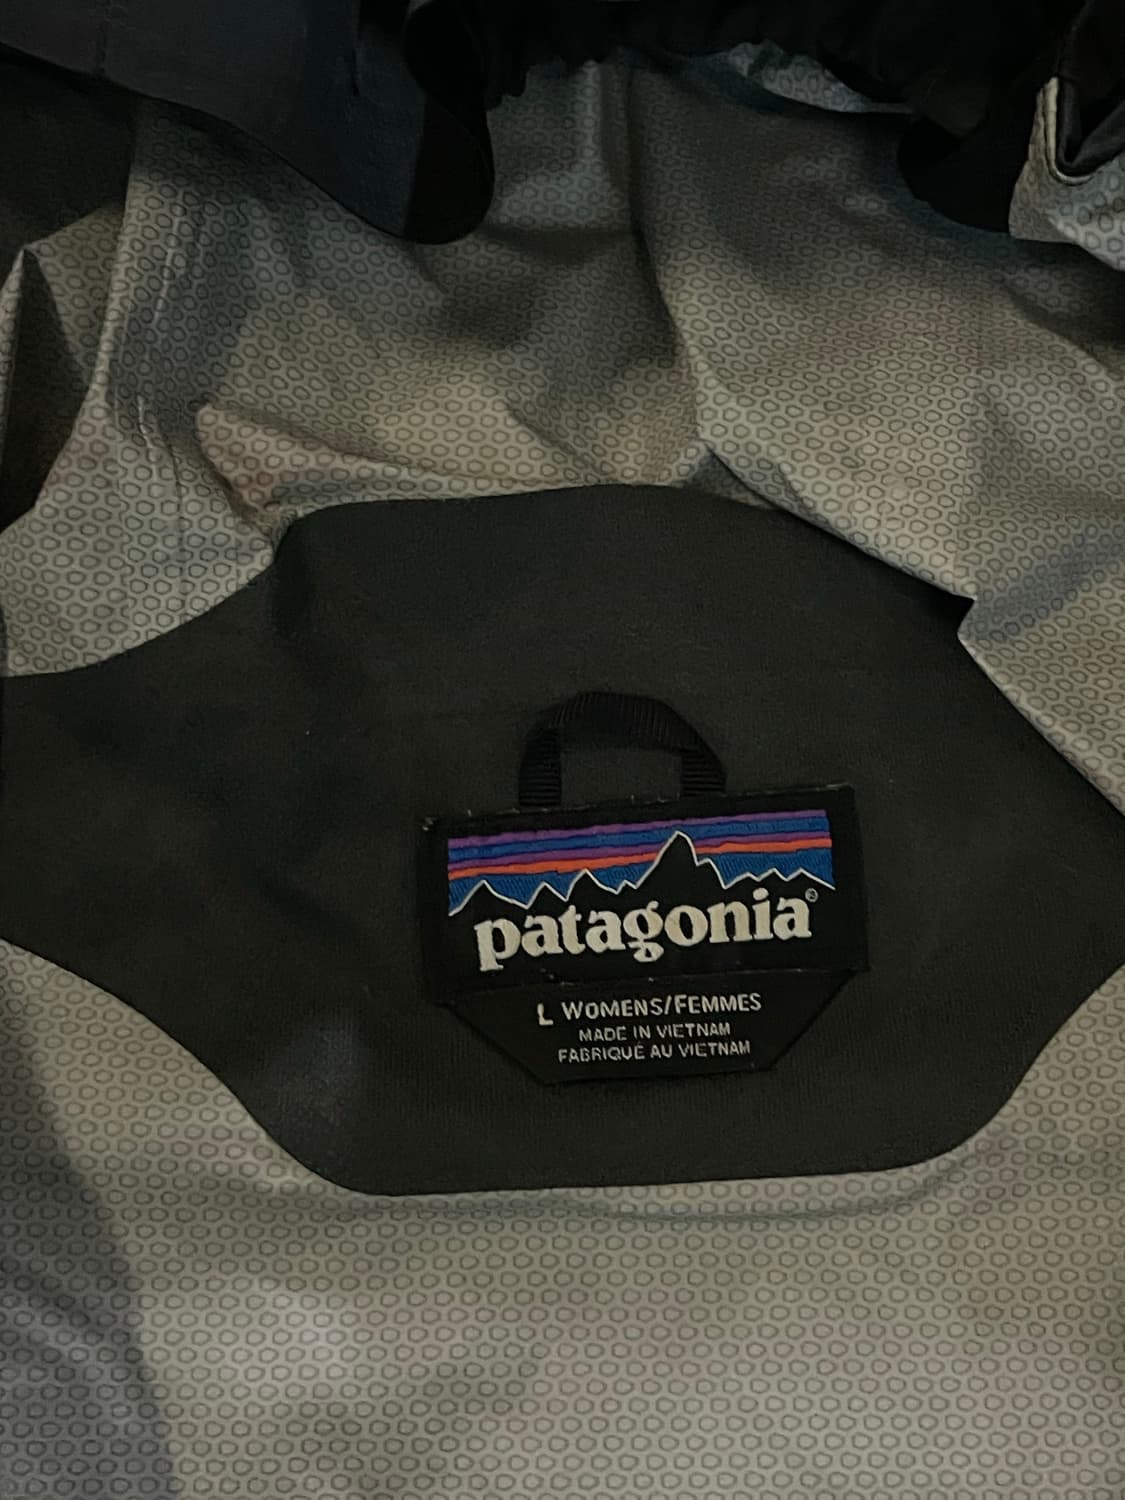 patagonia®
L WOMENS/FEMMES
MADE IN VIETNAM
FABRIQUÉ AU VIETNAM